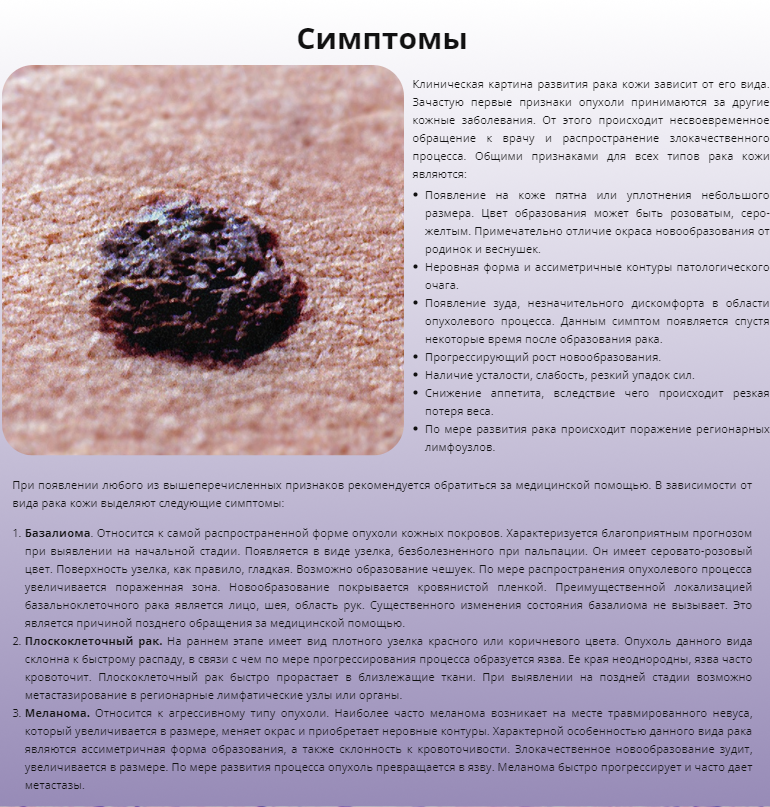 Симптомы
Клиническая картина развития рака кожи зависит от его вида.
Зачастую первые признаки опухоли принимаются за другие
кожные заболевания. От этого происходит несвоевременное
обращение к врачу и распространение злокачественного
процесса. Общими признаками для всех типов рака кожи
являются:
• Появление на коже пятна или уплотнения небольшого
размера. Цвет образования может быть розоватым, серо-
желтым. Примечательно отличие окраса новообразования от
родинок и веснушек.
• Неровная форма и ассиметричные контуры патологического
очага.
• Появление зуда, незначительного дискомфорта в области
опухолевого процесса. Данным симптом появляется спустя
некоторые время после образования рака.
• Прогрессирующий рост новообразования.
• Наличие усталости, слабость, резкий упадок сил.
• Снижение аппетита, вследствие чего происходит резкая
потеря веса.
• По мере развития рака происходит поражение регионарных
лимфоузлов.
При появлении любого из вышеперечисленных признаков рекомендуется обратиться за медицинской помощью. В зависимости от
вида рака кожи выделяют следующие симптомы:
1. Базалиома. Относится к самой распространенной форме опухоли кожных покровов. Характеризуется благоприятным прогнозом
при выявлении на начальной стадии. Появляется в виде узелка, безболезненного при пальпации. Он имеет серовато-розовый
цвет. Поверхность узелка, как правило, гладкая. Возможно образование чешуек. По мере распространения опухолевого процесса
увеличивается пораженная зона. Новообразование покрывается кровянистой пленкой. Преимущественной локализацией
базальноклеточного рака является лицо, шея, область рук. Существенного изменения состояния базалиома не вызывает. Это
является причиной позднего обращения за медицинской помощью.
2. Плоскоклеточный рак. На раннем этапе имеет вид плотного узелка красного или коричневого цвета. Опухоль данного вида
склонна к быстрому распаду, в связи с чем по мере прогрессирования процесса образуется язва. Ее края неоднородны, язва часто
кровоточит. Плоскоклеточный рак быстро прорастает в близлежащие ткани. При выявлении на поздней стадии возможно
метастазирование в регионарные лимфатические узлы или органы.
3. Меланома. Относится к агрессивному типу опухоли. Наиболее часто меланома возникает на месте травмированного невуса,
который увеличивается в размере, меняет окрас и приобретает неровные контуры. Характерной особенностью данного вида рака
являются ассиметричная форма образования, а также склонность к кровоточивости. Злокачественное новообразование зудит,
увеличивается в размере. По мере развития процесса опухоль превращается в язву. Меланома быстро прогрессирует и часто дает
метастазы.